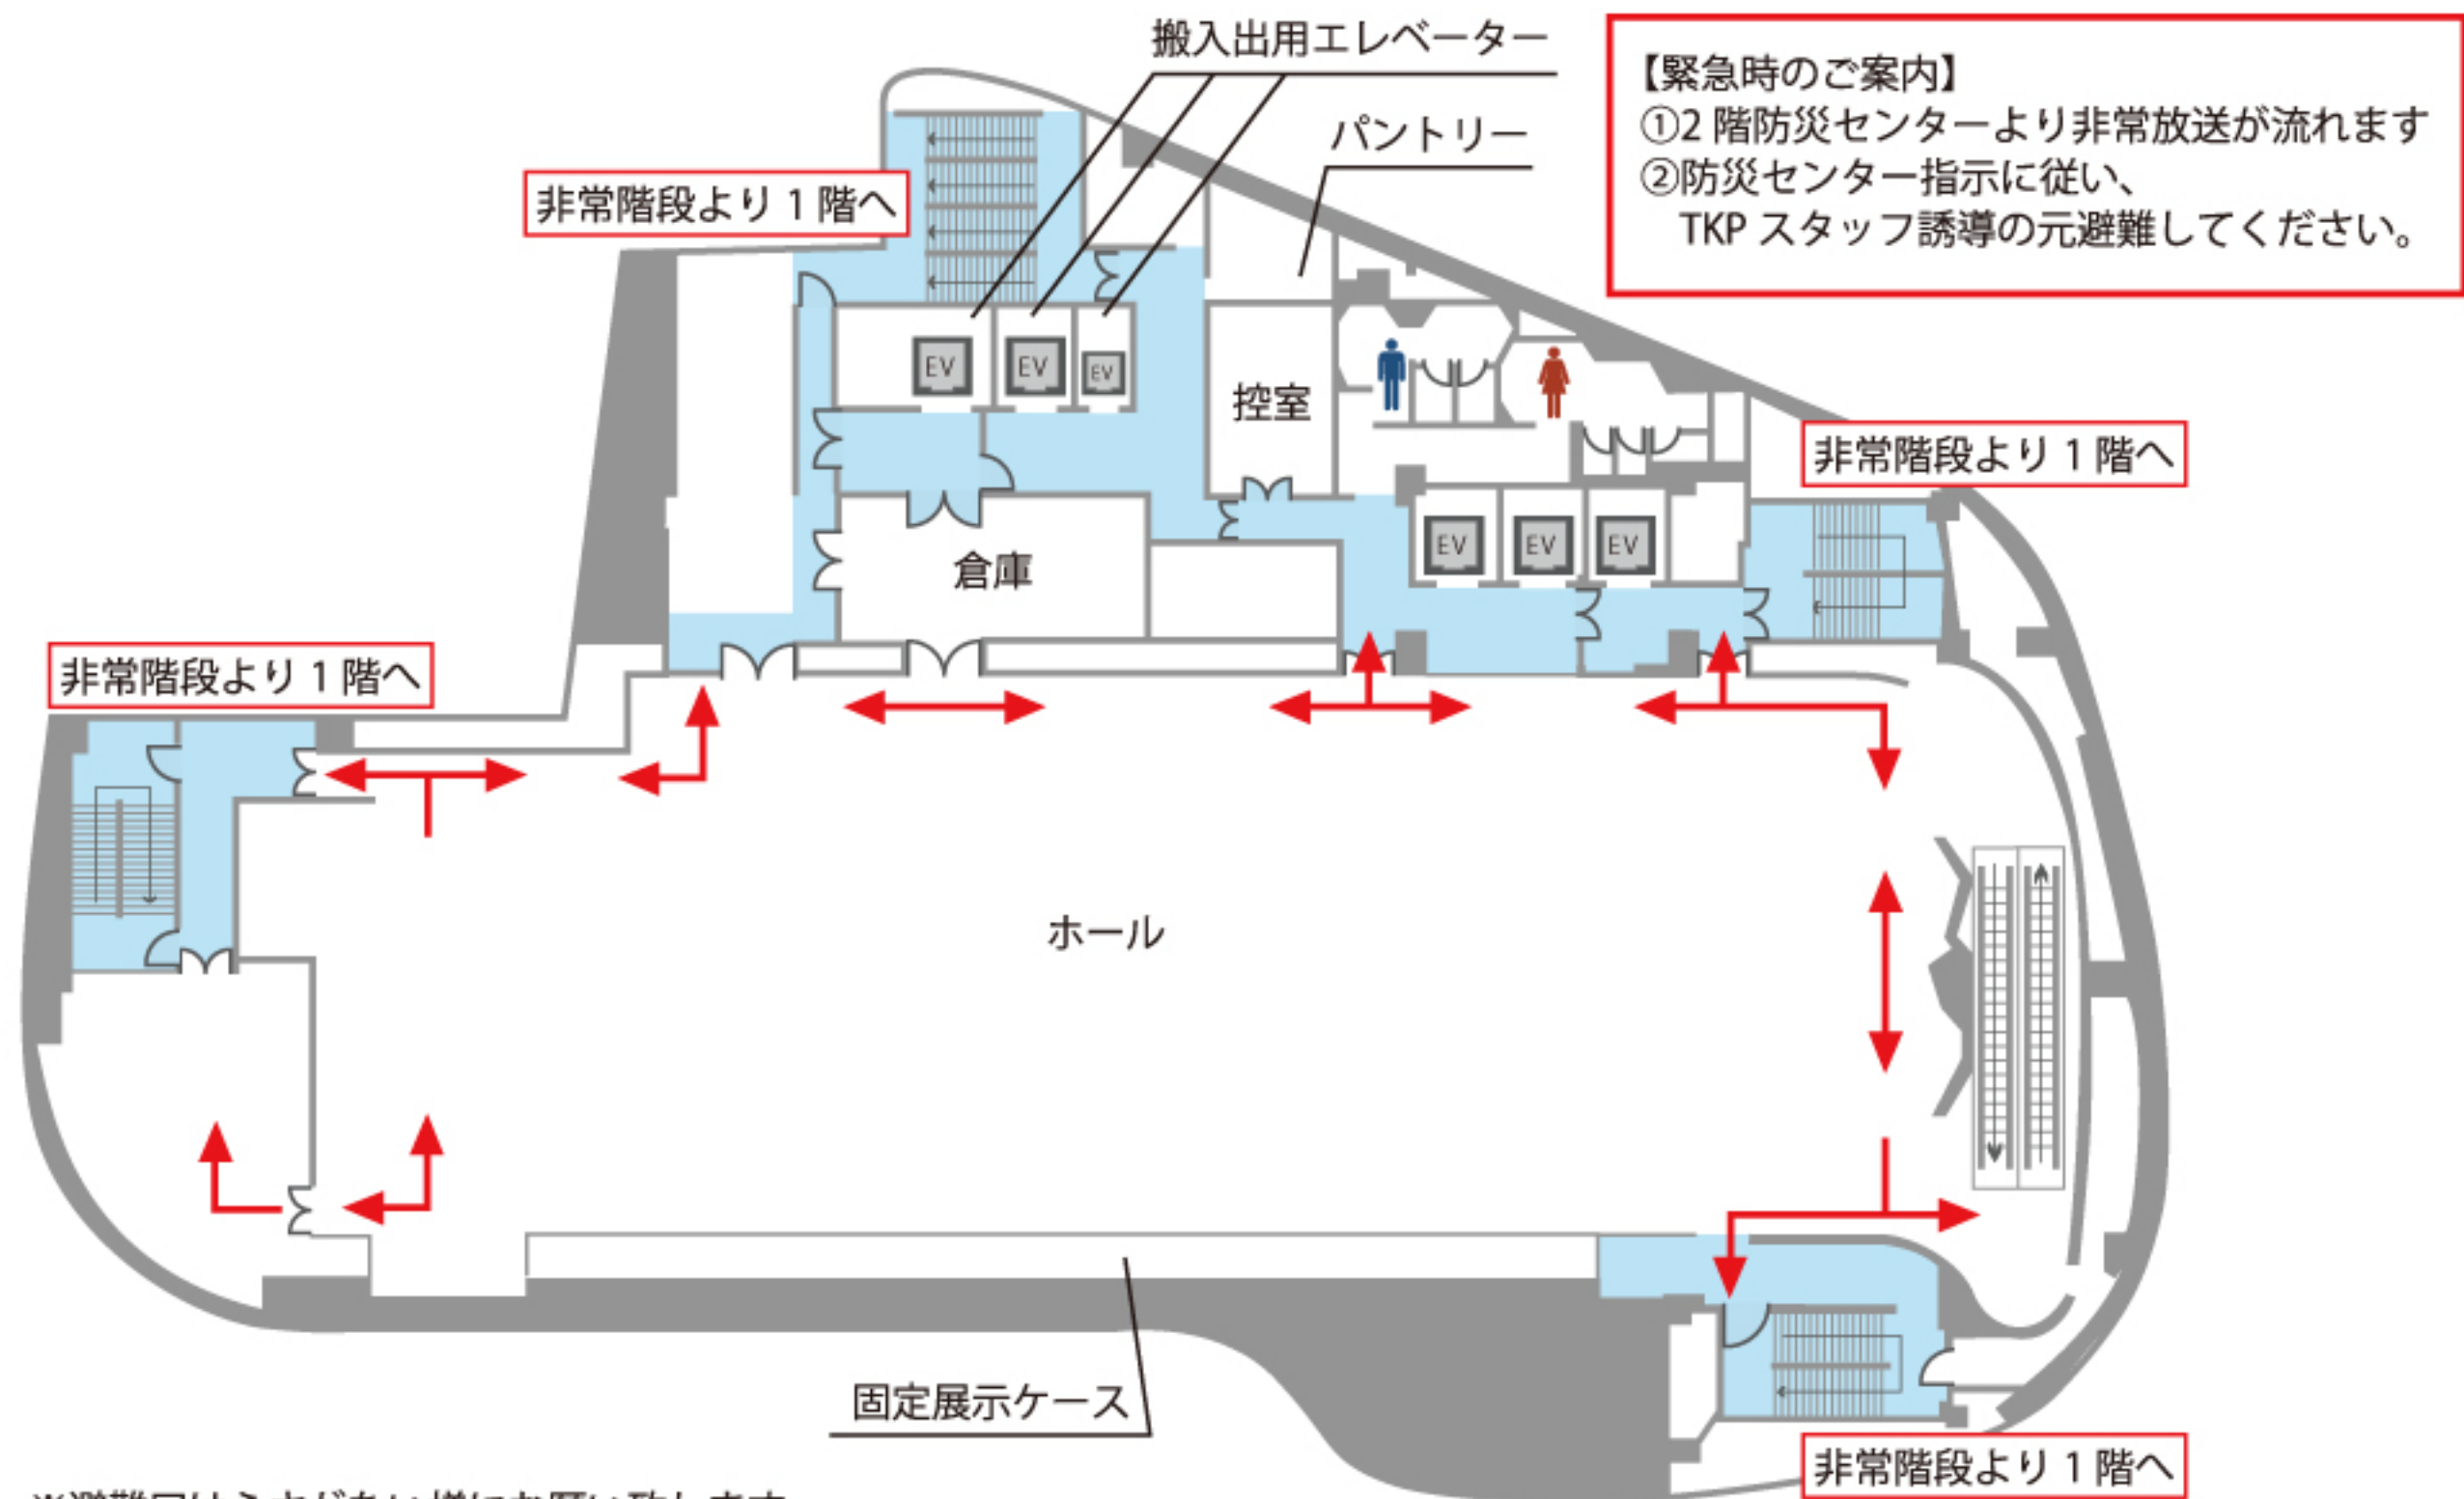 搬入出用エレベーター
【緊急時のご案内】
①2 階防災センターより非常放送が流れます
②防災センター指示に従い、
TKP スタッフ誘導の元避難してください。
パントリー
非常階段より 1 階へ
EV
EV
EV
控室
非常階段より 1 階へ
EV
EV
EV
倉庫
非常階段より 1 階へ
ホール
固定展示ケース
非常階段より 1 階へ